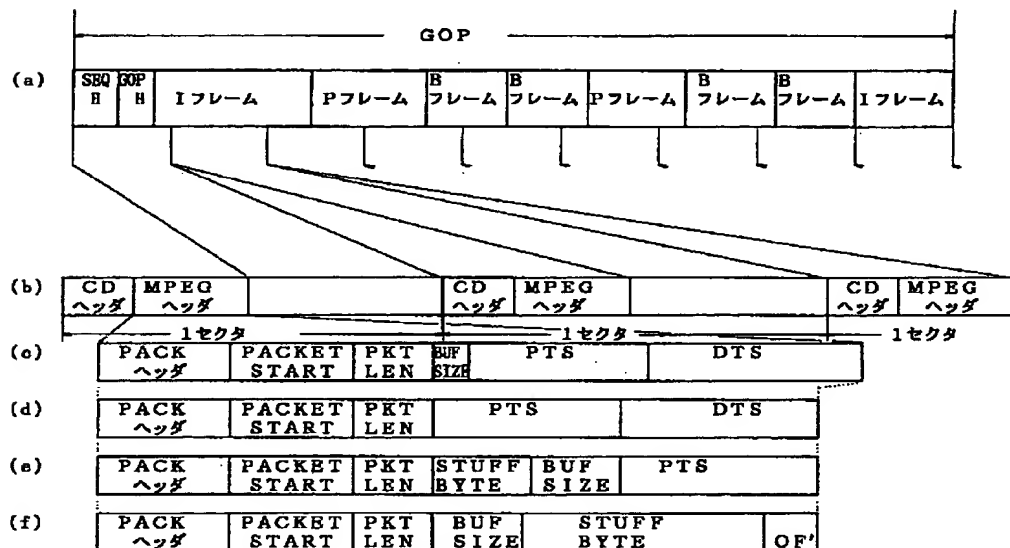 GOP
(a) SEQ H GOP H Iフレーム Pフレーム B フレーム B フレーム Pフレーム B フレーム B フレーム Iフレーム
(b) CD ヘッダ MPEG ヘッダ CD ヘッダ MPEG ヘッダ CD ヘッダ MPEG ヘッダ
1セクタ 1セクタ 1セクタ
(c) PACK ヘッダ PACKET START PKT LEN BUF SIZE PTS DTS
(d) PACK ヘッダ PACKET START PKT LEN PTS DTS
(e) PACK ヘッダ PACKET START PKT LEN STUFF BYTE BUF SIZE PTS
(f) PACK ヘッダ PACKET START PKT LEN BUF SIZE STUFF BYTE OF'